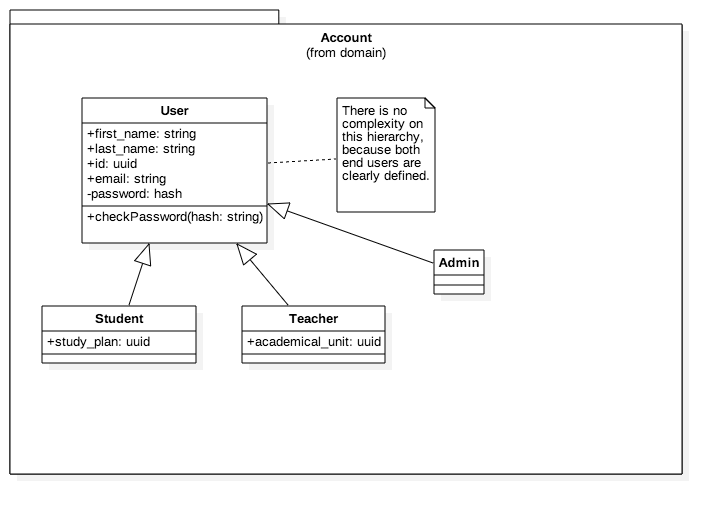 Account
(from domain)
User
+first_name: string
+last_name: string
+id: uuid
+email: string
-password: hash
+checkPassword(hash: string)
There is no
complexity on
this hierarchy,
because both
end users are
clearly defined.
Admin
Student
+study_plan: uuid
Teacher
+academical_unit: uuid